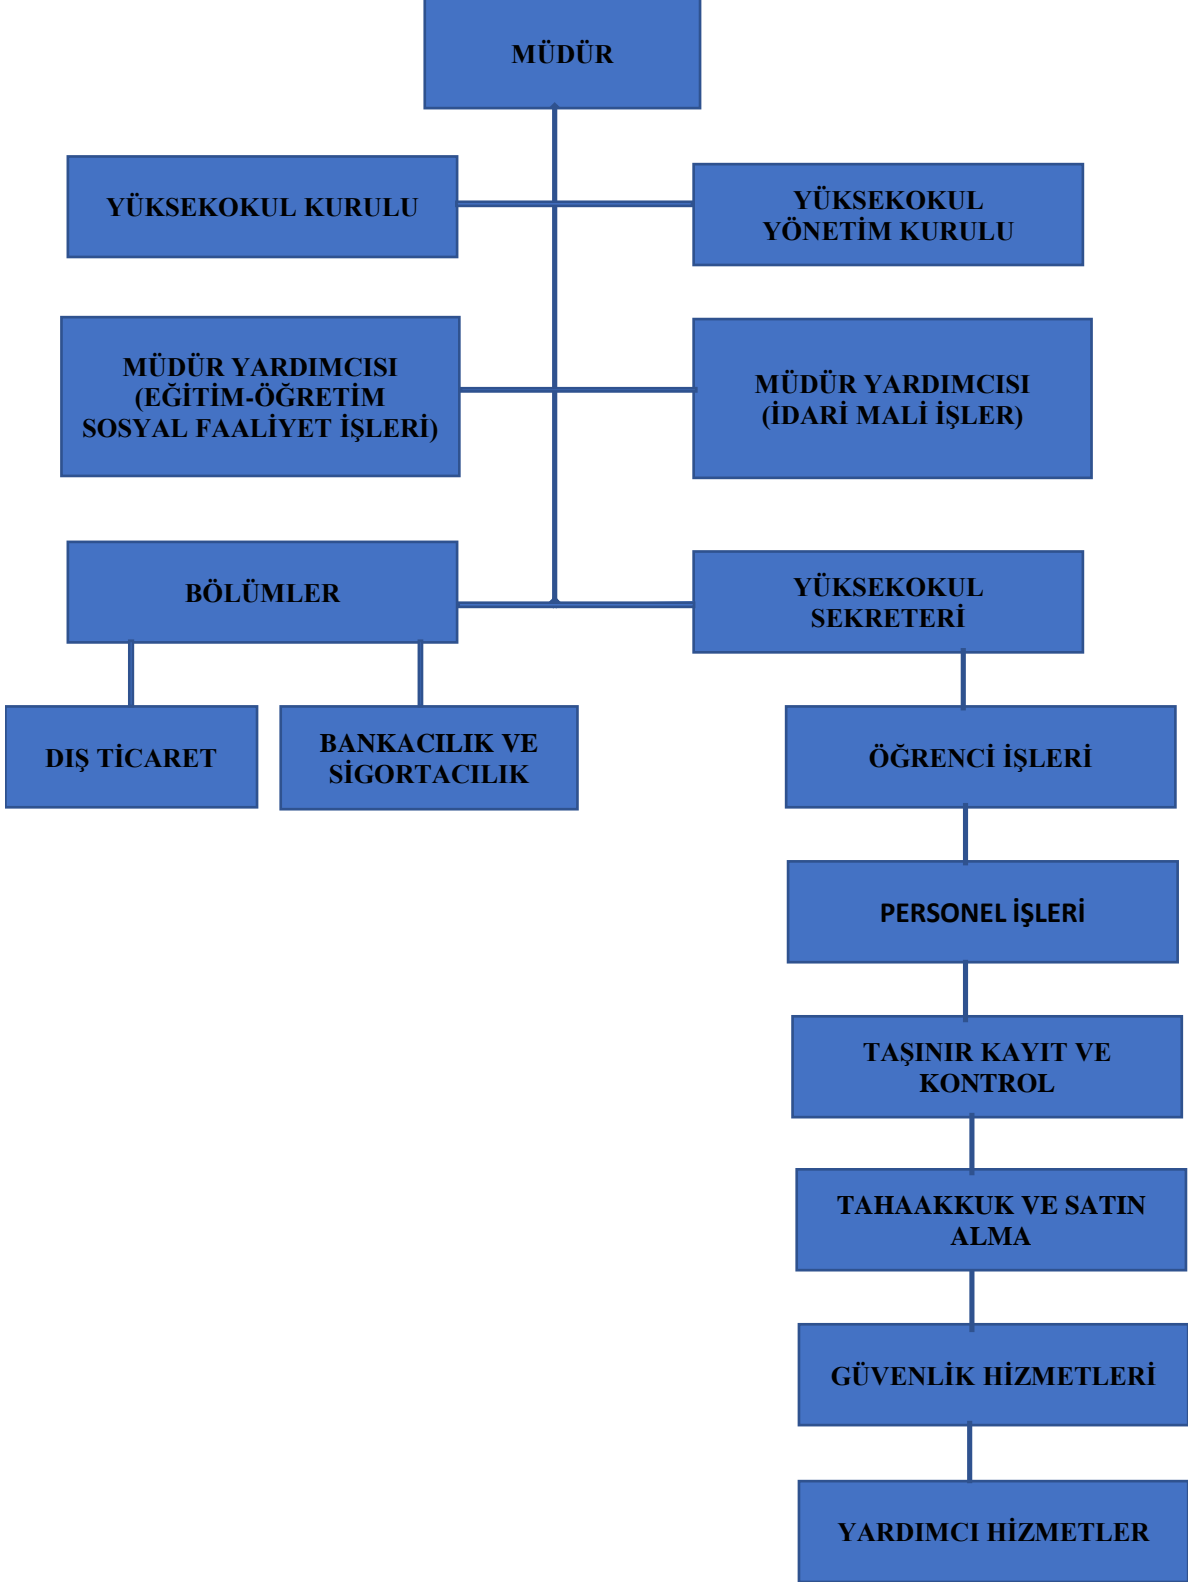 MÜDÜR
YÜKSEKOKUL KURULU
YÜKSEKOKUL
YÖNETİM KURULU
MÜDÜR YARDIMCISI
(EĞİTİM-ÖĞRETİM
SOSYAL FAALİYET İŞLERİ)
MÜDÜR YARDIMCISI
(İDARİ MALİ İŞLER)
BÖLÜMLER
YÜKSEKOKUL
SEKRETERİ
DIŞ TİCARET
BANKACILIK VE
SİGORTACILIK
ÖĞRENCİ İŞLERİ
PERSONEL İŞLERİ
TAŞINIR KAYIT VE
KONTROL
TAHAAKKUK VE SATIN
ALMA
GÜVENLİK HİZMETLERİ
YARDIMCI HİZMETLER